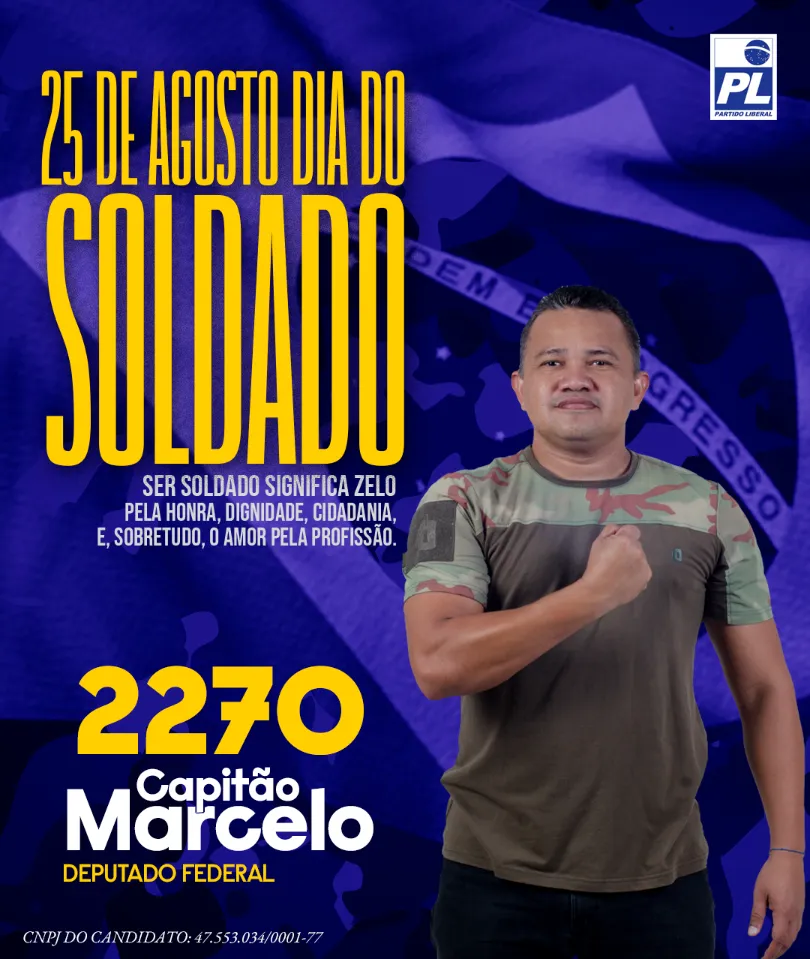 PL
PARTIDO LIBERAL
25 DE AGOSTO DIA DO
SOLDADO
SER SOLDADO SIGNIFICA ZELO
PELA HONRA, DIGNIDADE, CIDADANIA,
E, SOBRETUDO, O AMOR PELA PROFISSÃO.
2270
Capitão
Marcelo
DEPUTADO FEDERAL
CNPJ DO CANDIDATO: 47.553.034/0001-77